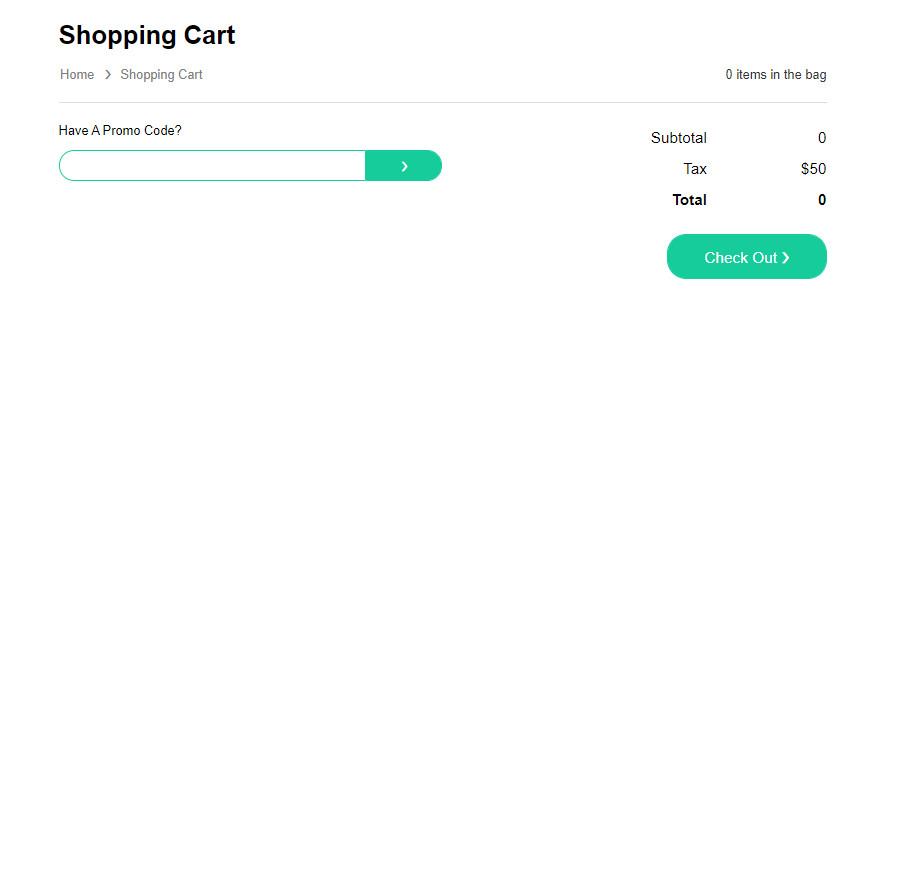 Shopping Cart
Home > Shopping Cart
0 items in the bag
Have A Promo Code?
Subtotal 0
Tax $50
Total 0
Check Out >